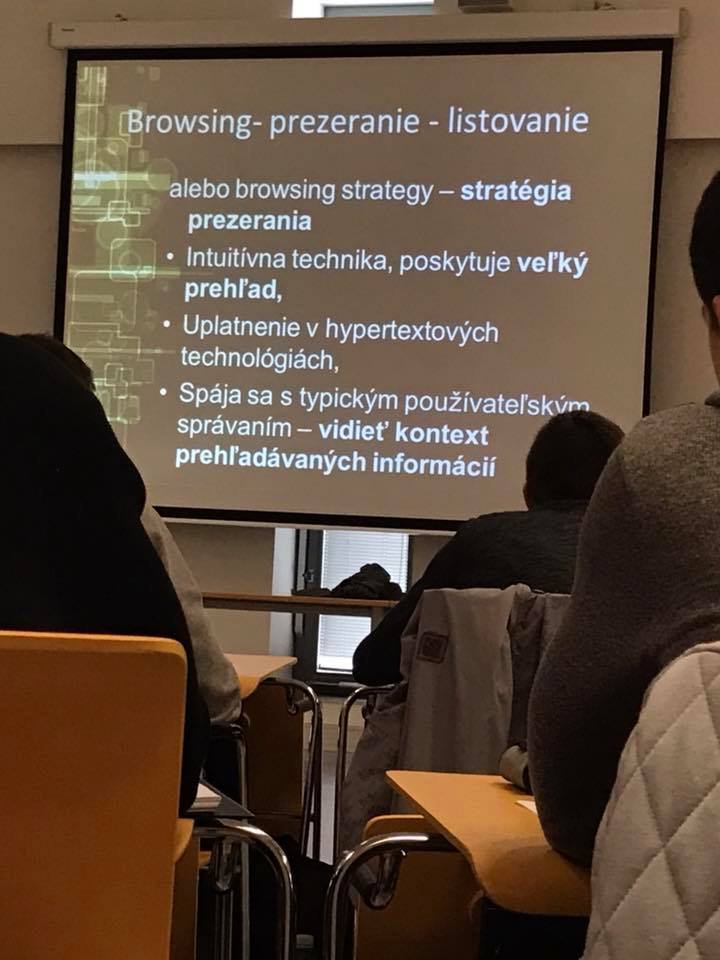 Browsing- prezeranie - listovanie
alebo browsing strategy – stratégia
prezerania
• Intuitívna technika, poskytuje veľký
prehľad,
• Uplatnenie v hypertextových
technológiách,
• Spája sa s typickým používateľským
správaním – vidieť kontext
prehľadávaných informácií